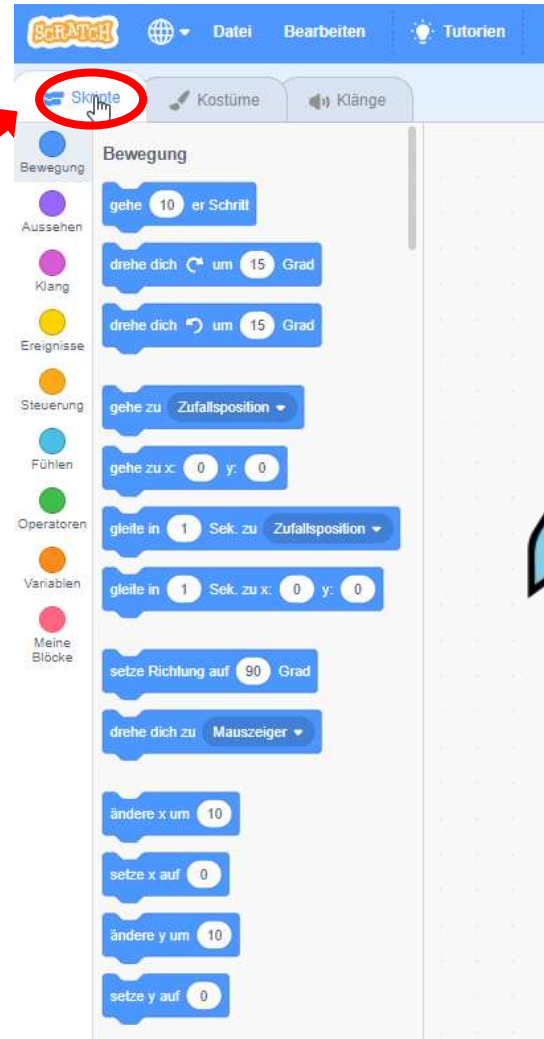 SCRATCH Datei Bearbeiten Tutorien
Skripte Kostüme Klänge
Bewegung
Aussehen
Klang
Ereignisse
Steuerung
Fühlen
Operatoren
Variablen
Meine
Blöcke
Bewegung
gehe 10 er Schritt
drehe dich um 15 Grad
drehe dich um 15 Grad
gehe zu Zufallsposition
gehe zu x: 0 y: 0
gleite in 1 Sek. zu Zufallsposition
gleite in 1 Sek. zu x: 0 y: 0
setze Richtung auf 90 Grad
drehe dich zu Mauszeiger
ändere x um 10
setze x auf 0
ändere y um 10
setze y auf 0